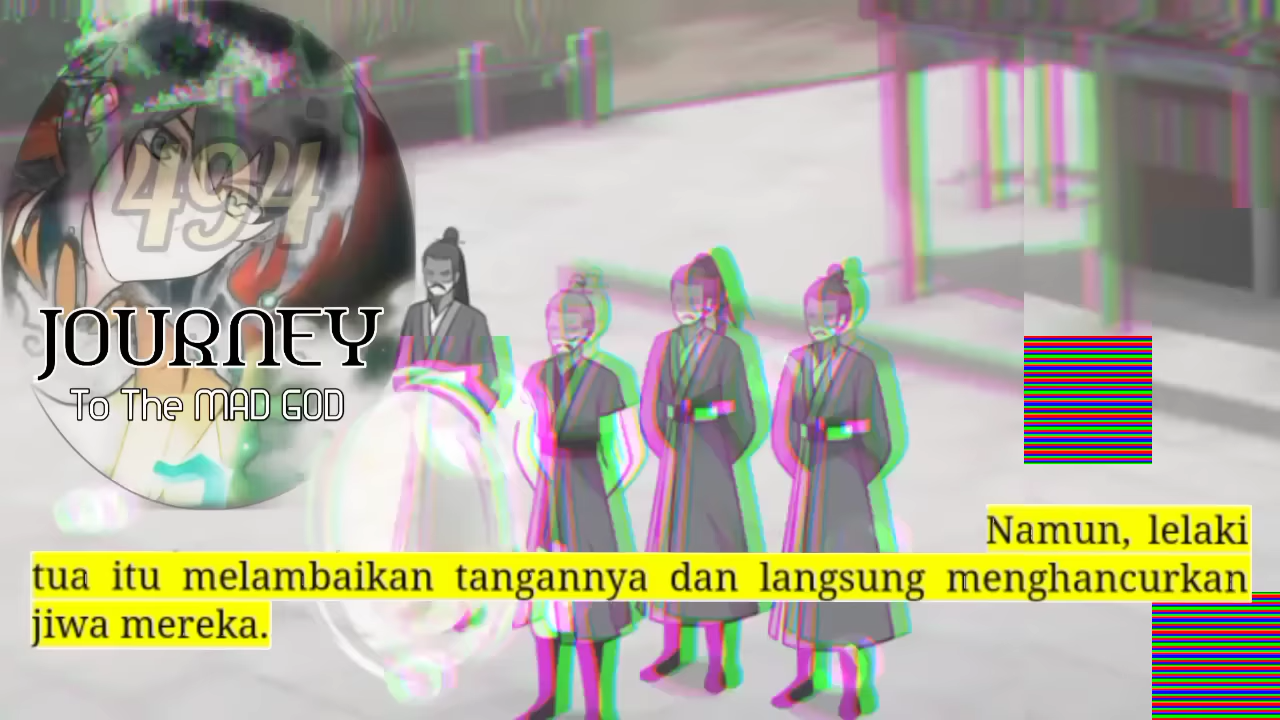 494
JOURNEY
To The MAD GOD
Namun, lelaki
tua itu melambaikan tangannya dan langsung menghancurkan
jiwa mereka.